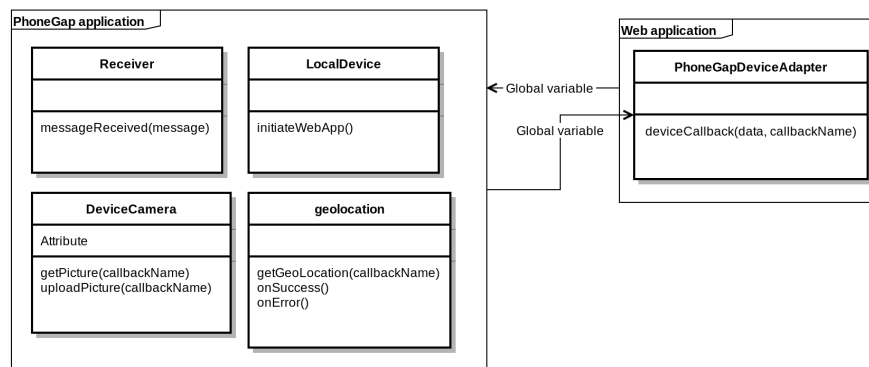 PhoneGap application
Receiver
messageReceived(message)
LocalDevice
initiateWebApp()
DeviceCamera
Attribute
getPicture(callbackName)
uploadPicture(callbackName)
geolocation
getGeoLocation(callbackName)
onSuccess()
onError()
Global variable
Global variable
Web application
PhoneGapDeviceAdapter
deviceCallback(data, callbackName)